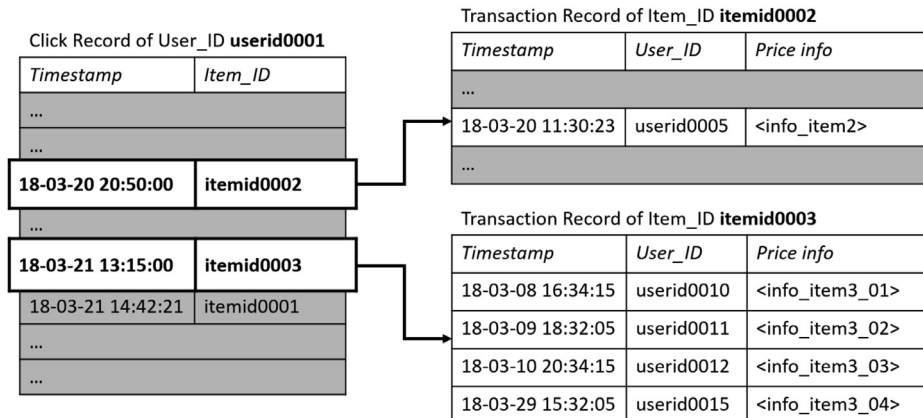 Click Record of User_ID userid0001
Timestamp Item_ID
...
...
18-03-20 20:50:00 itemid0002
...
18-03-21 13:15:00 itemid0003
18-03-21 14:42:21 itemid0001
...
...
Transaction Record of Item_ID itemid0002
Timestamp User_ID Price info
...
18-03-20 11:30:23 userid0005 <info_item2>
...
Transaction Record of Item_ID itemid0003
Timestamp User_ID Price info
18-03-08 16:34:15 userid0010 <info_item3_01>
18-03-09 18:32:05 userid0011 <info_item3_02>
18-03-10 20:34:15 userid0012 <info_item3_03>
18-03-29 15:32:05 userid0015 <info_item3_04>